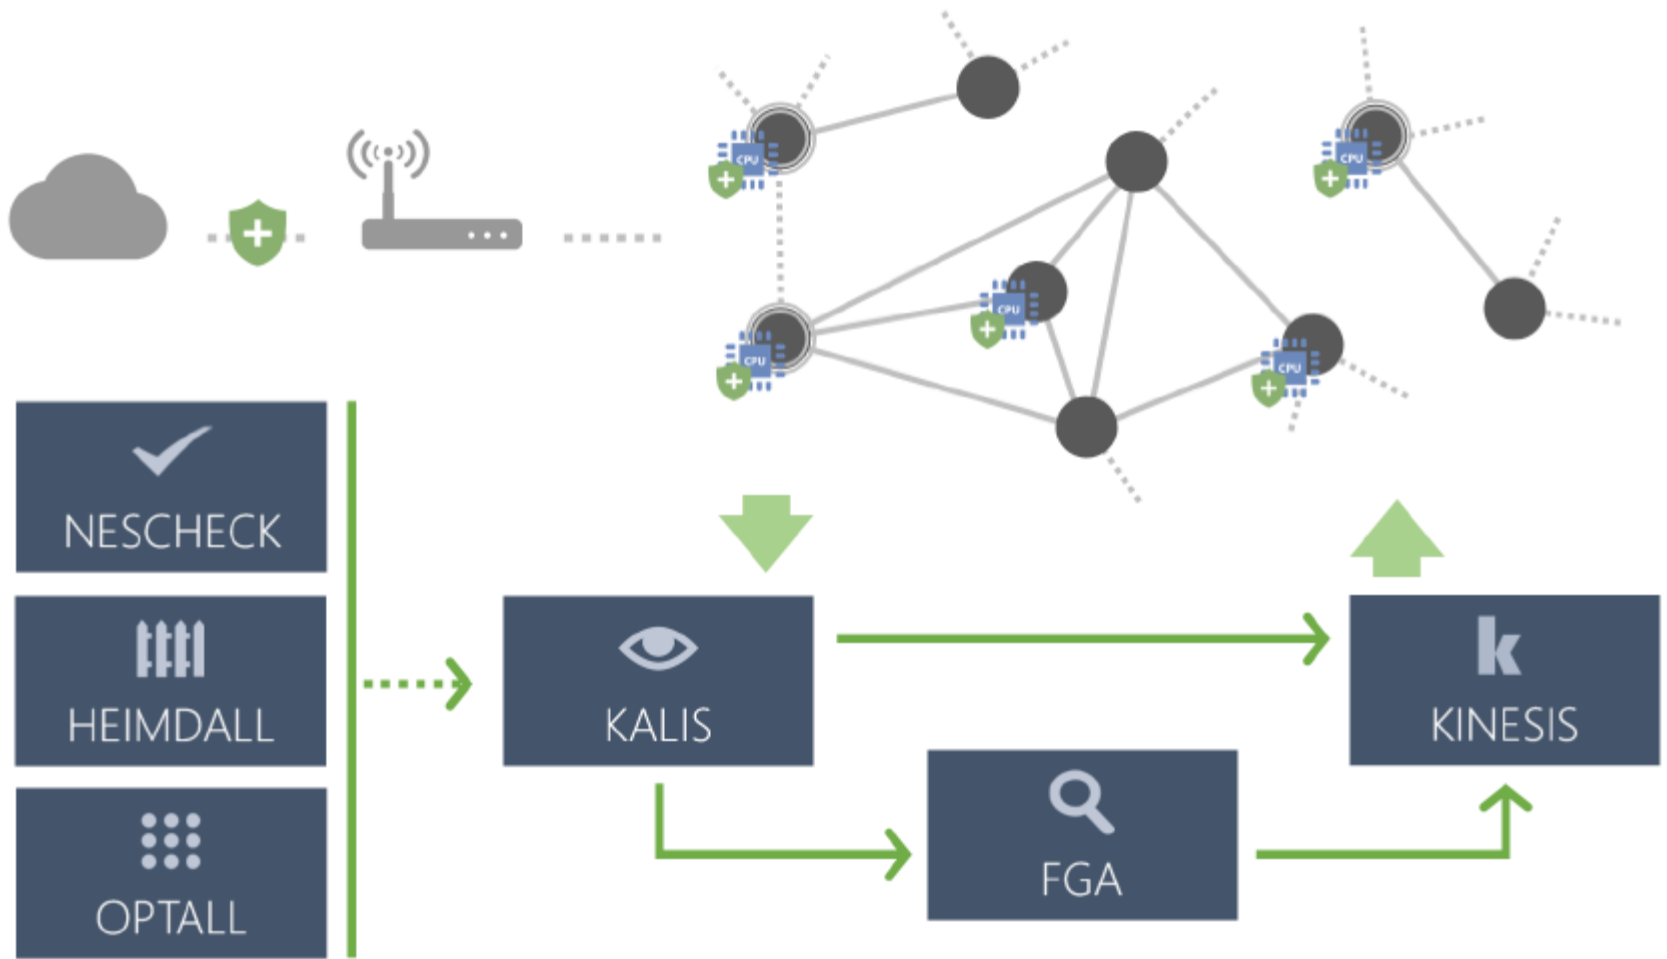 CPU
CPU
CPU
CPU
CPU
NESCHECK
HEIMDALL
OPTALL
KALIS
FGA
k
KINESIS